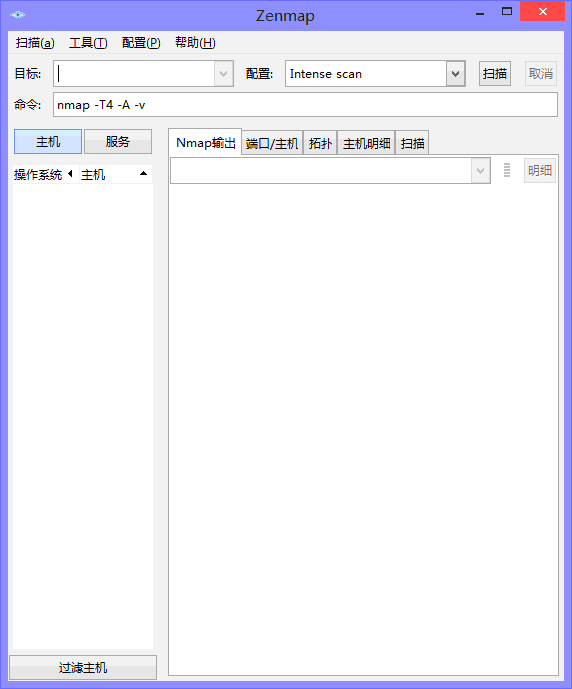 Zenmap
扫描(a) 工具(T) 配置(P) 帮助(H)
目标: 配置: Intense scan 扫描 取消
命令: nmap -T4 -A -v
主机 服务 Nmap输出 端口/主机 拓扑 主机明细 扫描
操作系统 主机 明细
过滤主机